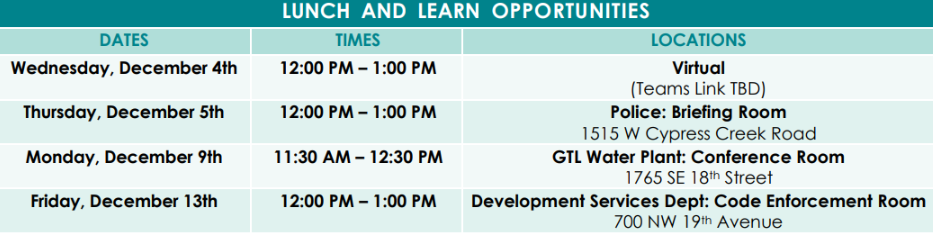 LUNCH AND LEARN OPPORTUNITIES
DATES TIMES LOCATIONS
Wednesday, December 4th 12:00 PM – 1:00 PM Virtual
(Teams Link TBD)
Thursday, December 5th 12:00 PM – 1:00 PM Police: Briefing Room
1515 W Cypress Creek Road
Monday, December 9th 11:30 AM – 12:30 PM GTL Water Plant: Conference Room
1765 SE 18th Street
Friday, December 13th 12:00 PM – 1:00 PM Development Services Dept: Code Enforcement Room
700 NW 19th Avenue